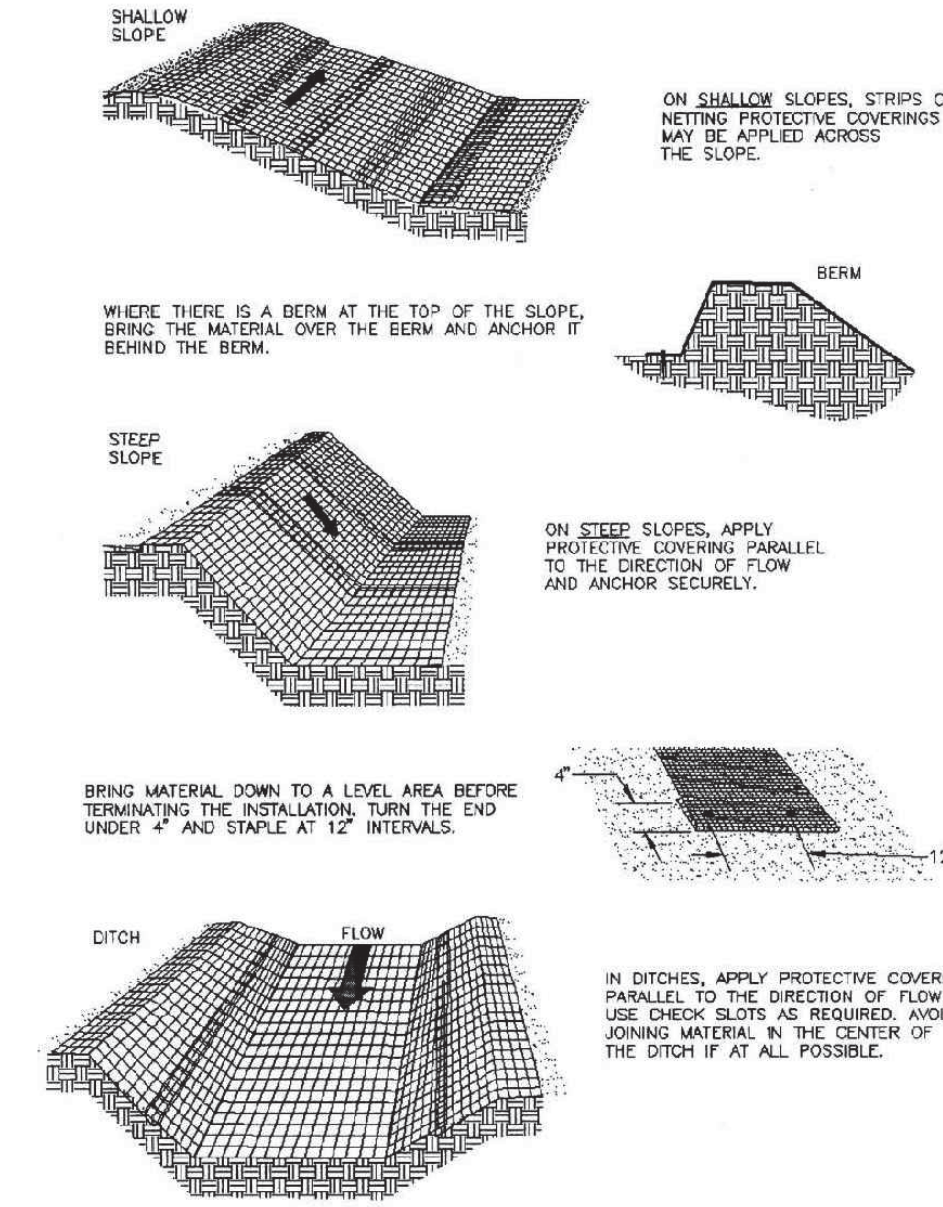 SHALLOW
SLOPE
ON SHALLOW SLOPES, STRIPS
NETTING PROTECTIVE COVERINGS
MAY BE APPLIED ACROSS
THE SLOPE.
BERM
WHERE THERE IS A BERM AT THE TOP OF THE SLOPE,
BRING THE MATERIAL OVER THE BERM AND ANCHOR IT
BEHIND THE BERM.
STEEP
SLOPE
ON STEEP SLOPES, APPLY
PROTECTIVE COVERING PARALLEL
TO THE DIRECTION OF FLOW
AND ANCHOR SECURELY.
4"
BRING MATERIAL DOWN TO A LEVEL AREA BEFORE
TERMINATING THE INSTALLATION. TURN THE END
UNDER 4" AND STAPLE AT 12" INTERVALS.
DITCH
FLOW
IN DITCHES, APPLY PROTECTIVE COVER
PARALLEL TO THE DIRECTION OF FLOW
USE CHECK SLOTS AS REQUIRED. AVOI
JOINING MATERIAL IN THE CENTER OF
THE DITCH IF AT ALL POSSIBLE.